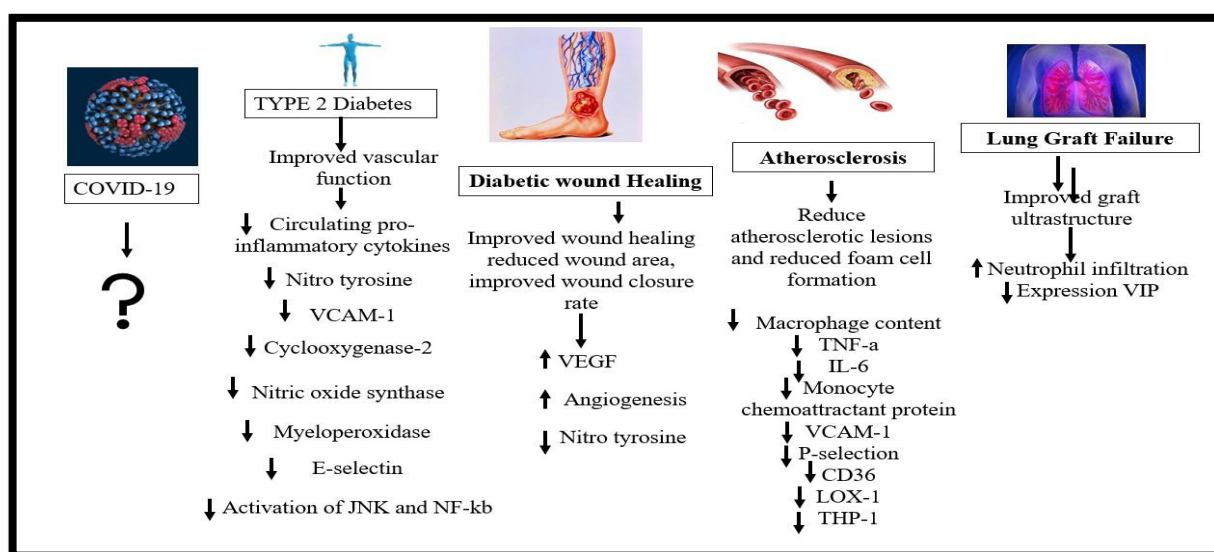 COVID-19
?
TYPE 2 Diabetes
Improved vascular
function
Circulating pro-
inflammatory cytokines
Nitro tyrosine
VCAM-1
Cyclooxygenase-2
Nitric oxide synthase
Myeloperoxidase
E-selectin
Activation of JNK and NF-kb
Diabetic wound Healing
Improved wound healing
reduced wound area,
improved wound closure
rate
VEGF
Angiogenesis
Nitro tyrosine
Atherosclerosis
Reduce
atherosclerotic lesions
and reduced foam cell
formation
Macrophage content
TNF-a
IL-6
Monocyte
chemoattractant protein
VCAM-1
P-selection
CD36
LOX-1
THP-1
Lung Graft Failure
Improved graft
ultrastructure
Neutrophil infiltration
Expression VIP